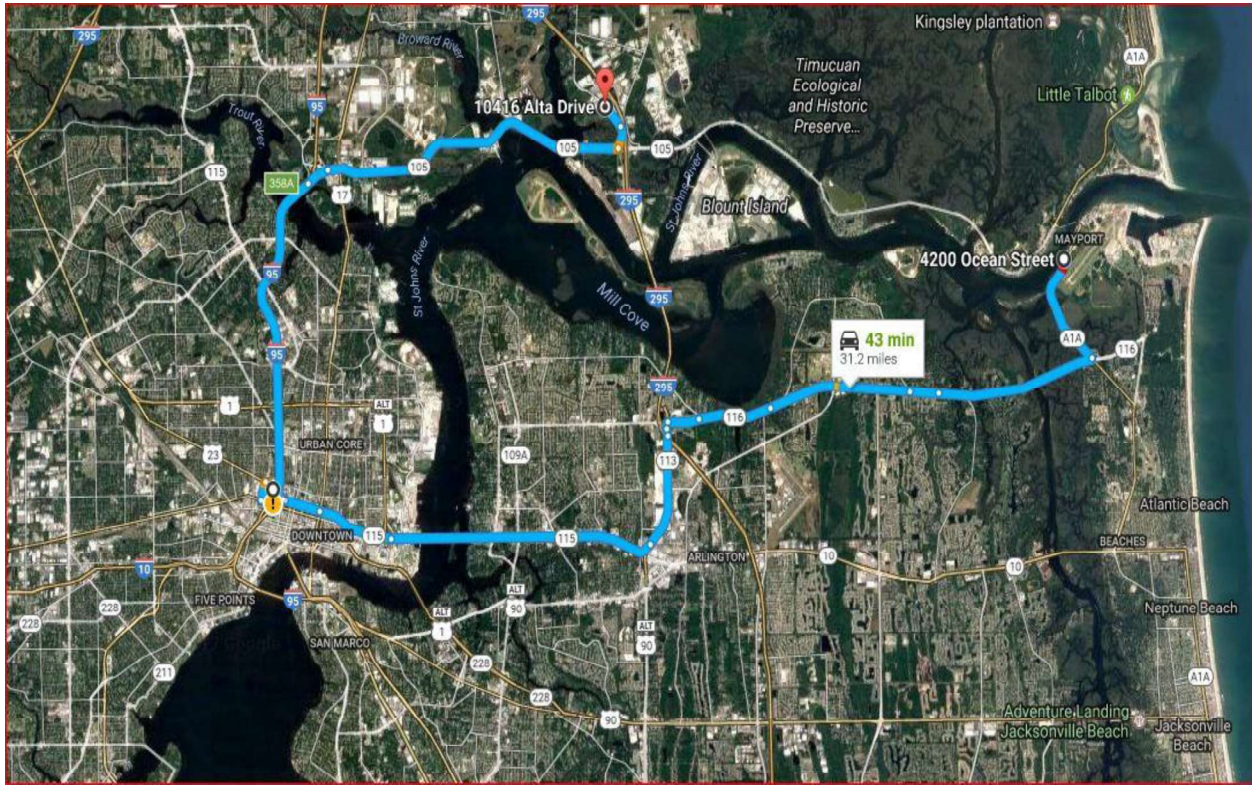 Kingsley plantation
295
295
Broward River
A1A
Timucuan
Ecological
and Historic
Preserve...
Little Talbot
10416 Alta Drive
95
Trout River
105
105
105
115
358A
17
295
St Johns River
Blount Island
MAYPORT
4200 Ocean Street
St Johns River
95
Mill Cove
295
43 min
31.2 miles
A1A
116
95
295
1
ALT
1
116
URBAN CORE
23
109A
113
Atlantic Beach
DOWNTOWN
115
115
ARLINGTON
BEACHES
10
10
10
FIVE POINTS
95
228
228
ALT
90
ALT
1
Neptune Beach
SAN MARCO
ALT
90
211
228
228
90
90
A1A
Adventure Landing
Jacksonville Beach
Jacksonville
Beach